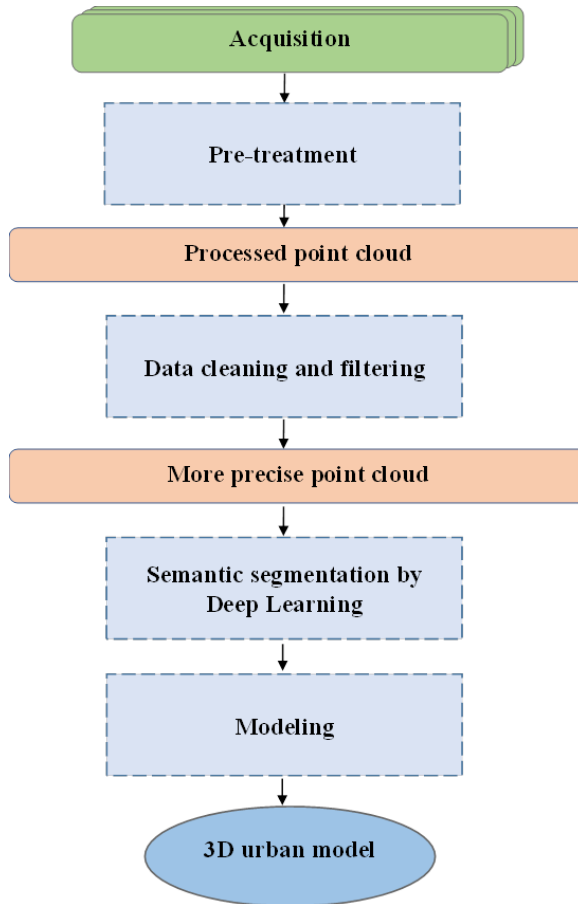 Acquisition
Pre-treatment
Processed point cloud
Data cleaning and filtering
More precise point cloud
Semantic segmentation by
Deep Learning
Modeling
3D urban model